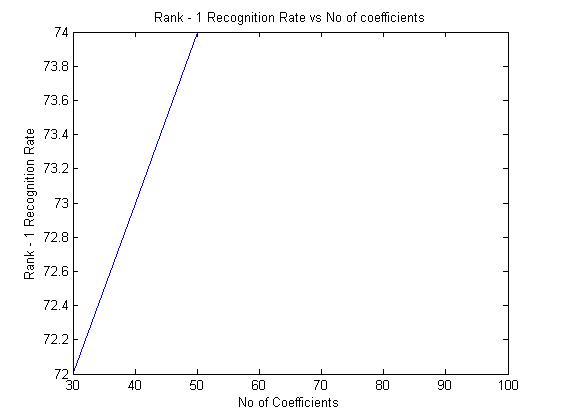 Rank - 1 Recognition Rate vs No of coefficients
74
73.8
73.6
73.4
73.2
73
72.8
72.6
72.4
72.2
72
Rank - 1 Recognition Rate
30 40 50 60 70 80 90 100
No of Coefficients